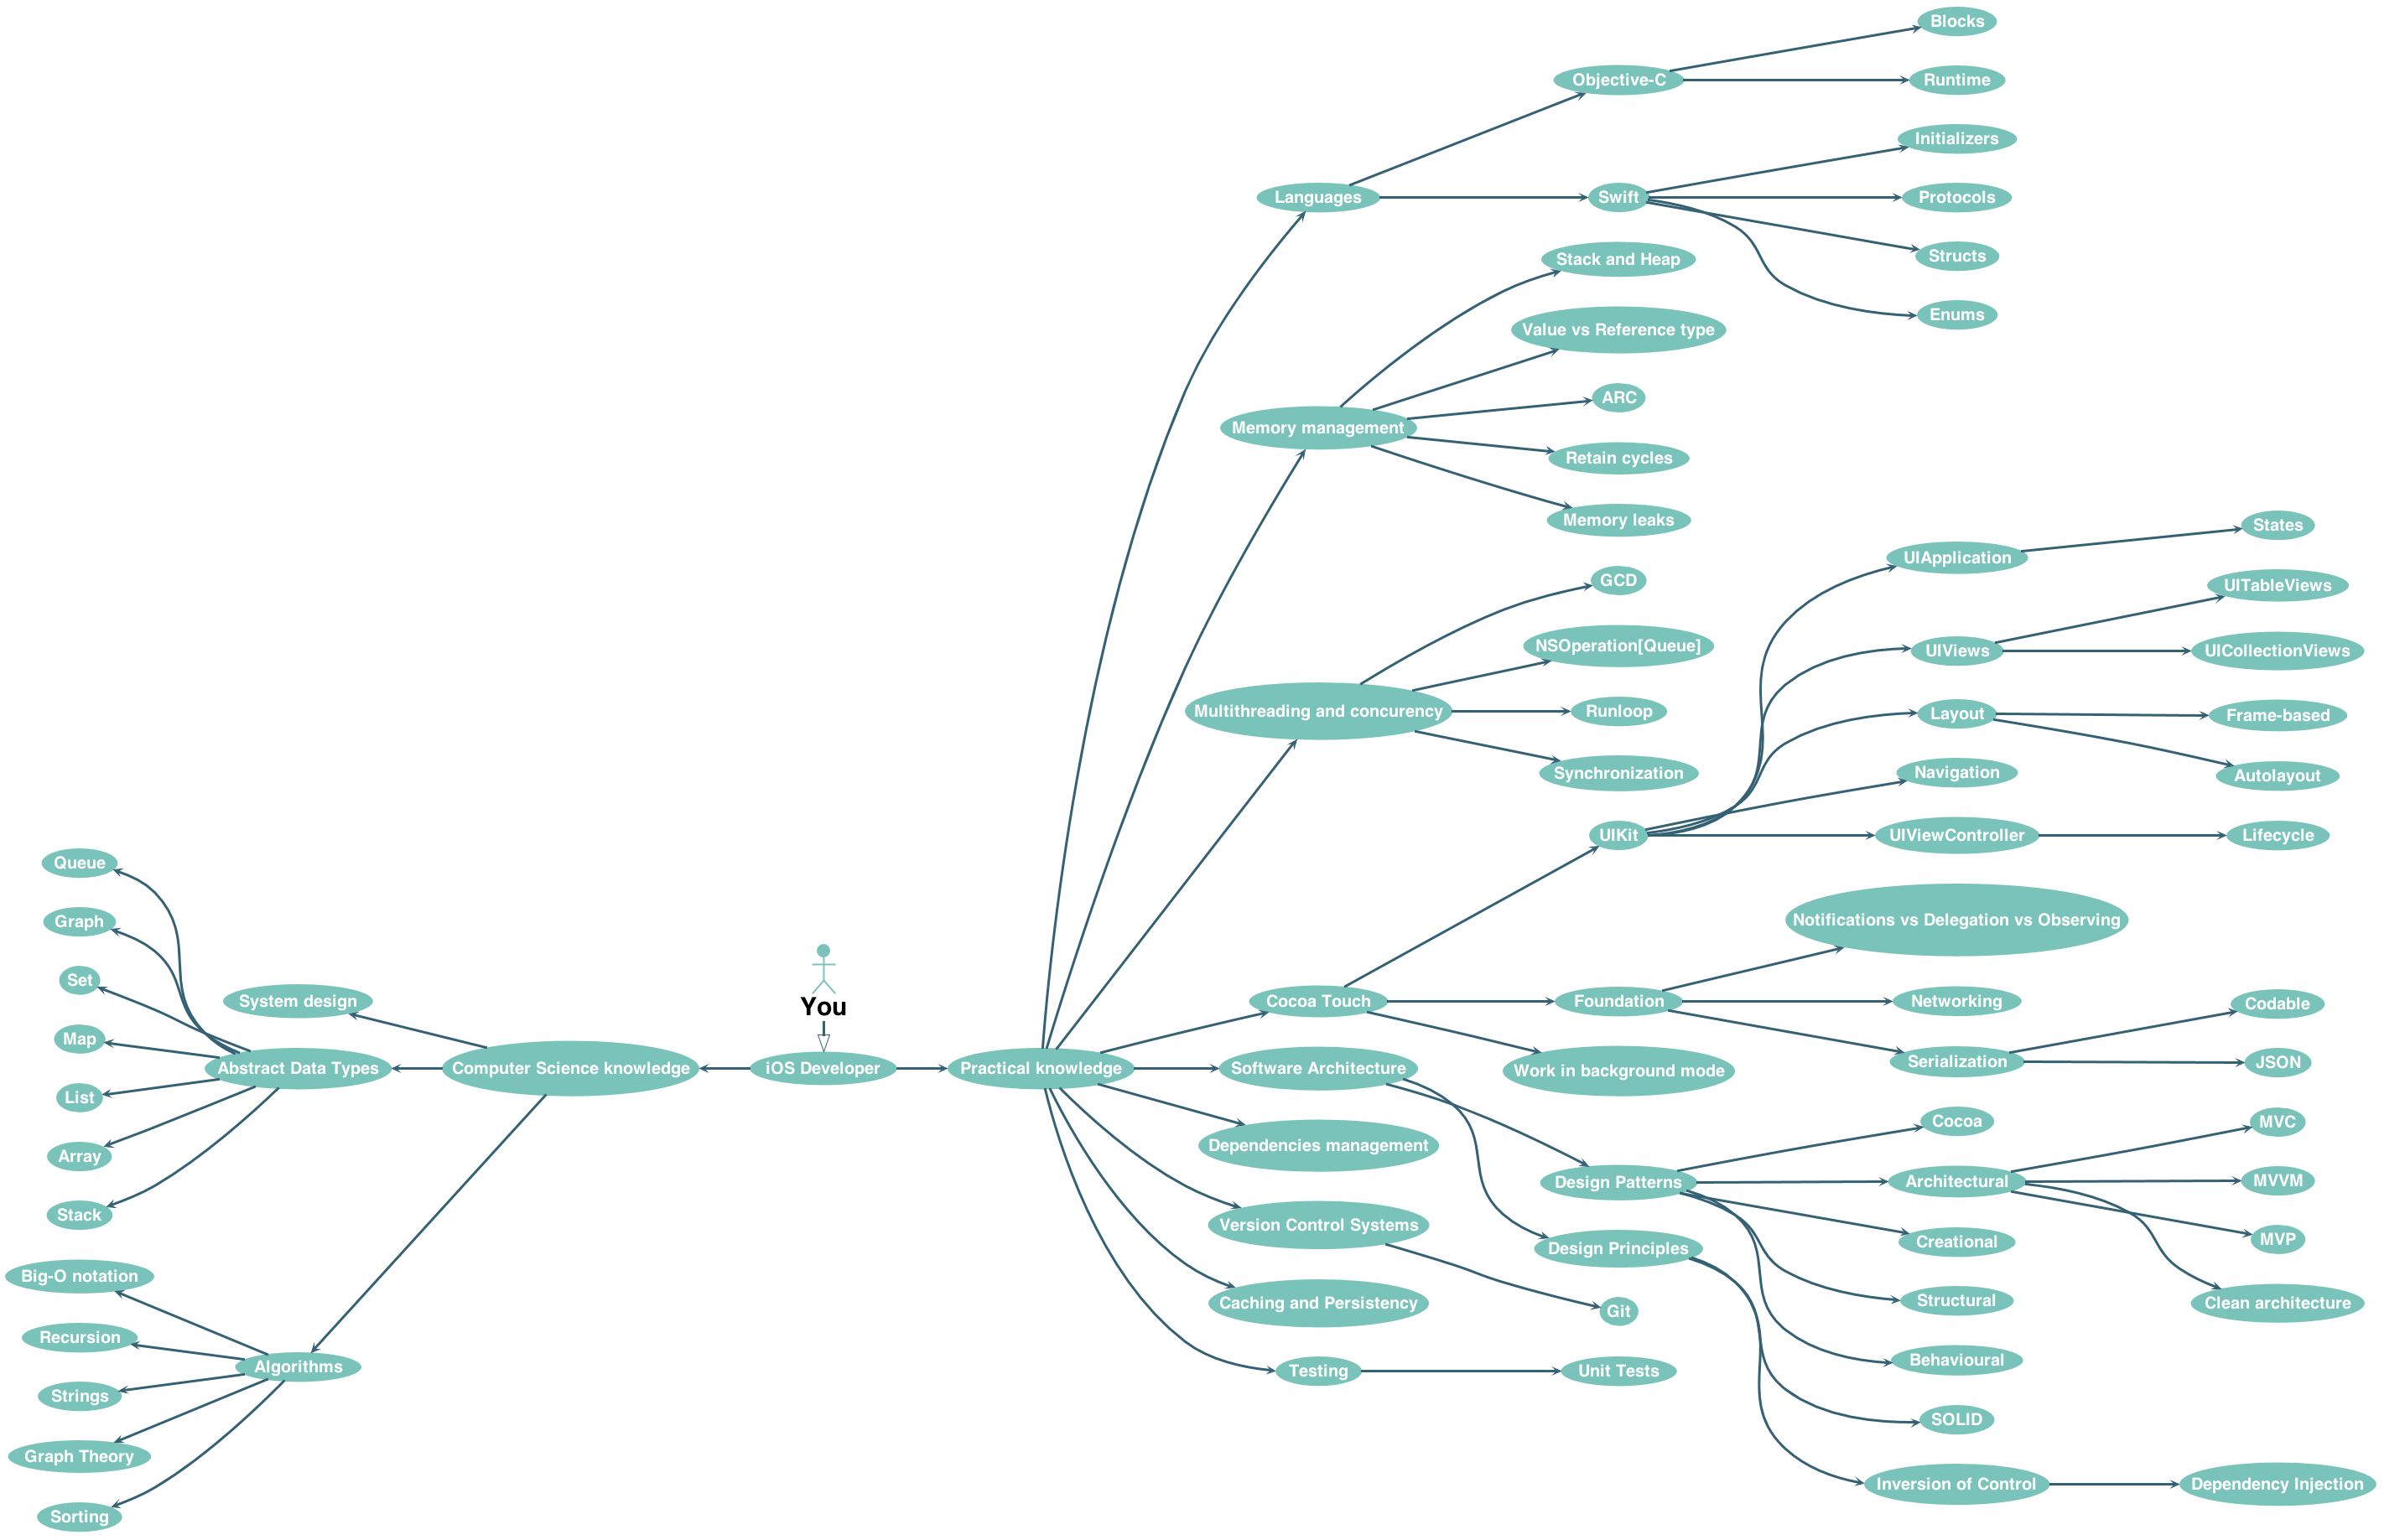 Blocks
Objective-C
Runtime
Initializers
Languages
Swift
Protocols
Structs
Enums
Stack and Heap
Value vs Reference type
ARC
Memory management
Retain cycles
Memory leaks
States
UIApplication
GCD
UITableViews
NSOperation[Queue]
UIViews
UICollectionViews
Multithreading and concurency
Runloop
Layout
Frame-based
Synchronization
Navigation
Autolayout
UIKit
UIViewController
Lifecycle
Queue
Graph
Notifications vs Delegation vs Observing
Set
System design
You
Cocoa Touch
Foundation
Networking
Codable
Map
Abstract Data Types
Computer Science knowledge
iOS Developer
Practical knowledge
Software Architecture
Work in background mode
Serialization
JSON
List
Array
Dependencies management
Cocoa
MVC
Stack
Version Control Systems
Design Patterns
Architectural
MVVM
Design Principles
Creational
MVP
Big-O notation
Caching and Persistency
Git
Structural
Clean architecture
Recursion
Algorithms
Testing
Unit Tests
Behavioural
Strings
SOLID
Graph Theory
Inversion of Control
Dependency Injection
Sorting